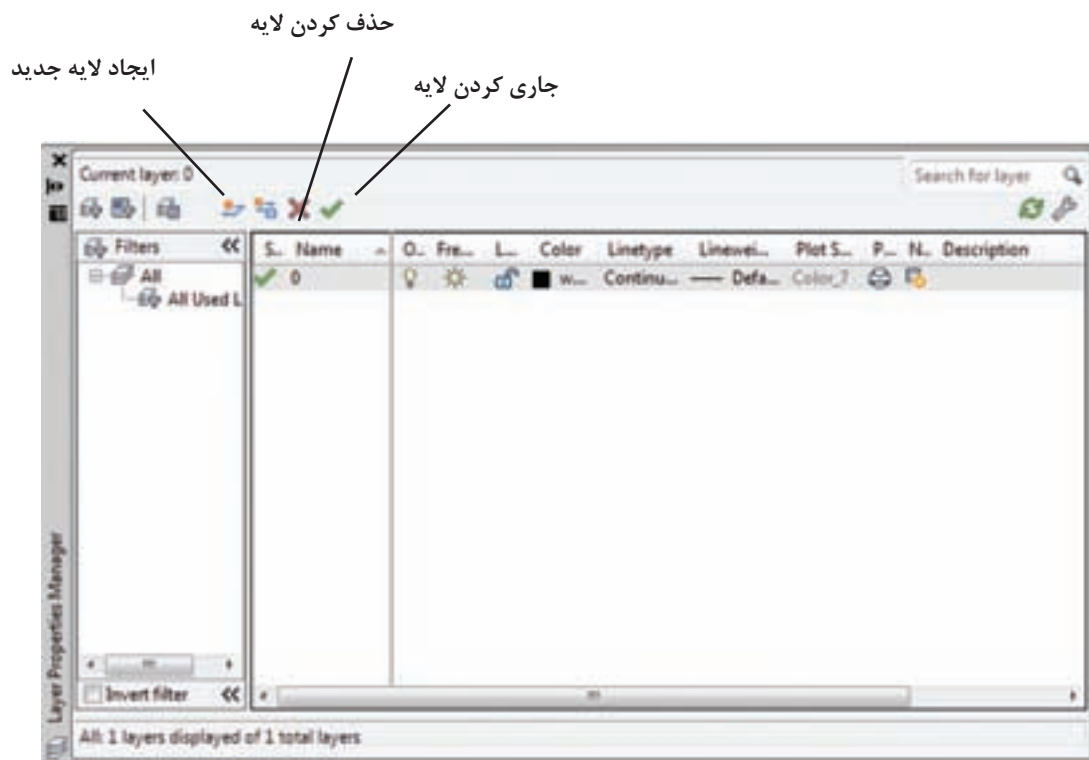 حذف کردن لایه
ایجاد لایه جدید
جاری کردن لایه
Current layer: 0
Search for layer
Filters
S.. Name O.. Fre... L... Color Linetype Linewei... Plot S... P... N.. Description
All
0 w... Continu... Defa... Color_7
All Used L
Invert filter
All: 1 layers displayed of 1 total layers
Layer Properties Manager